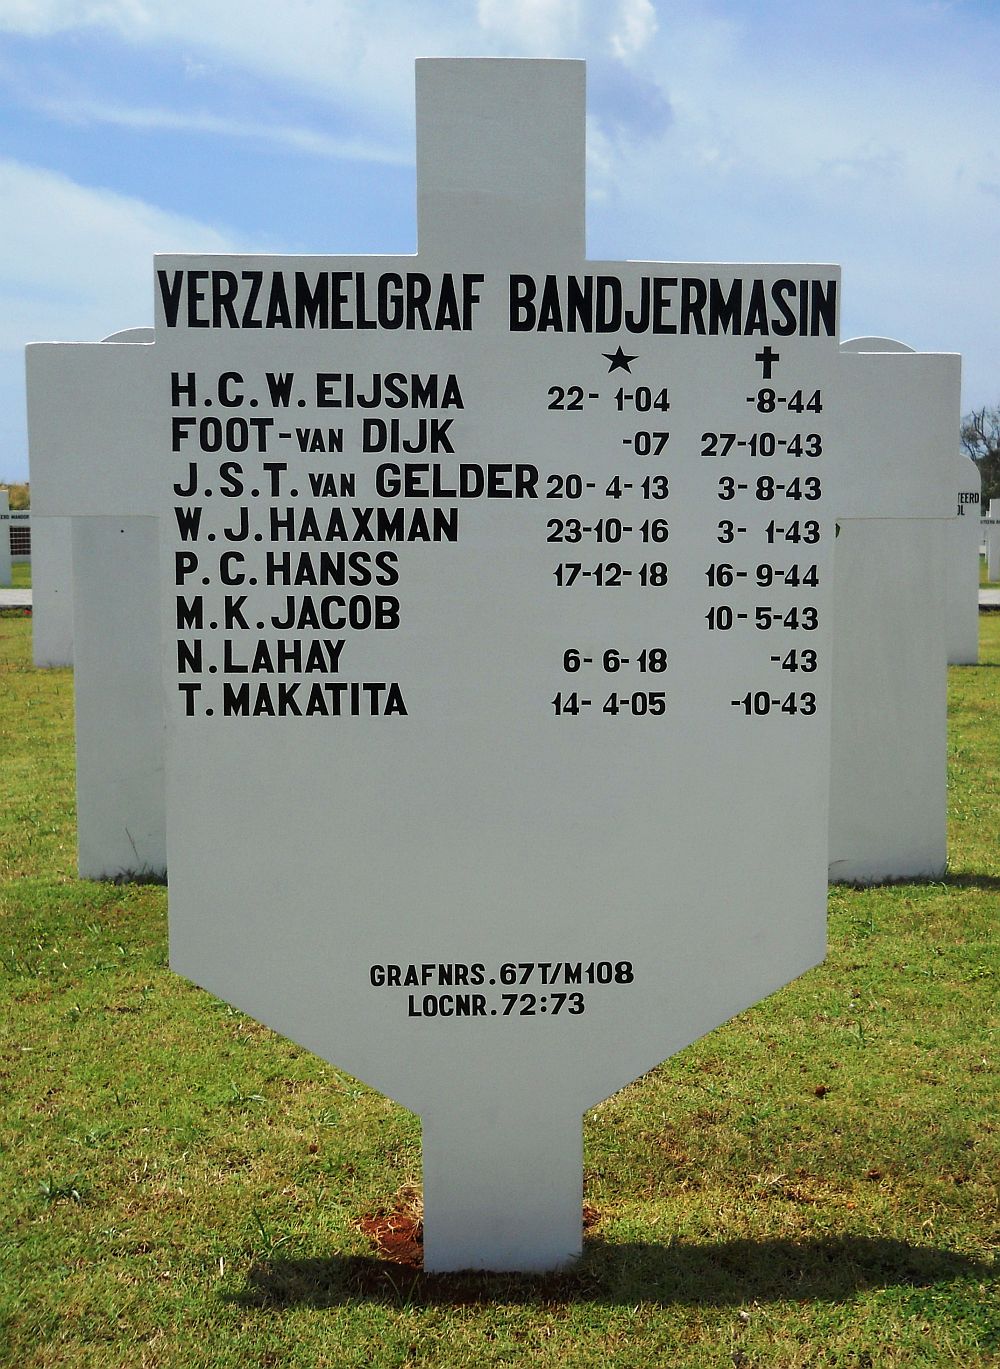 VERZAMELGRAF BANDJERMASIN
★ ✝
H.C.W. EIJSMA 22- 1-04 -8-44
FOOT-VAN DIJK -07 27-10-43
J.S.T. VAN GELDER 20- 4-13 3-8-43
W.J.HAAXMAN 23-10-16 3- 1-43
P.C.HANSS 17-12-18 16-9-44
M.K.JACOB 10-5-43
N.LAHAY 6- 6-18 -43
T.MAKATITA 14- 4-05 -10-43
GRAFNRS.67T/M108
LOCNR.72:73